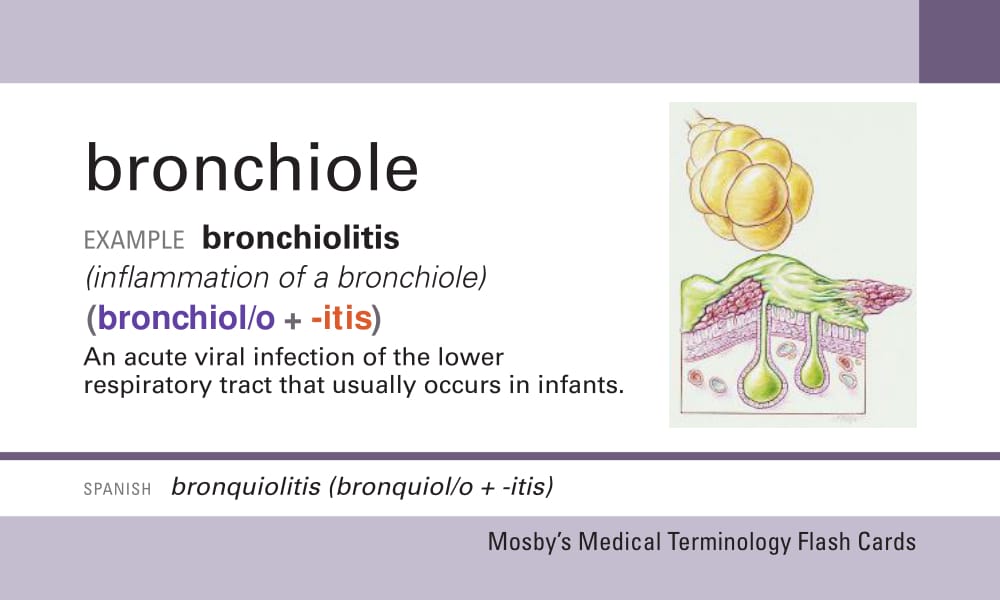 bronchiole
EXAMPLE bronchiolitis
(inflammation of a bronchiole)
(bronchiol/o + -itis)
An acute viral infection of the lower
respiratory tract that usually occurs in infants.
SPANISH bronquiolitis (bronquiol/o + -itis)
Mosby's Medical Terminology Flash Cards